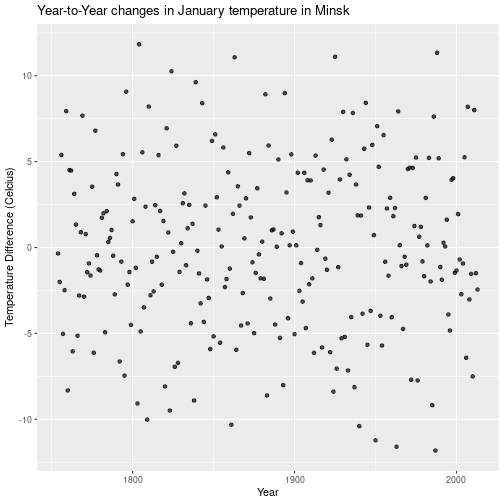 Year-to-Year changes in January temperature in Minsk
Temperature Difference (Celcius)
10
5
0
-5
-10
1800
1900
2000
Year